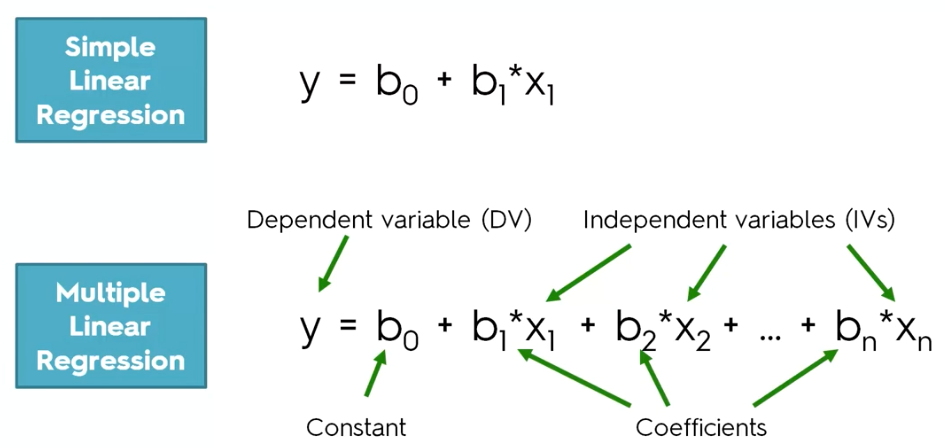 Simple
Linear
Regression
y = b₀ + b₁*x₁
Dependent variable (DV)
Independent variables (IVs)
Multiple
Linear
Regression
y = b₀ + b₁*x₁ + b₂*x₂ + ... + bₙ*xₙ
Constant
Coefficients